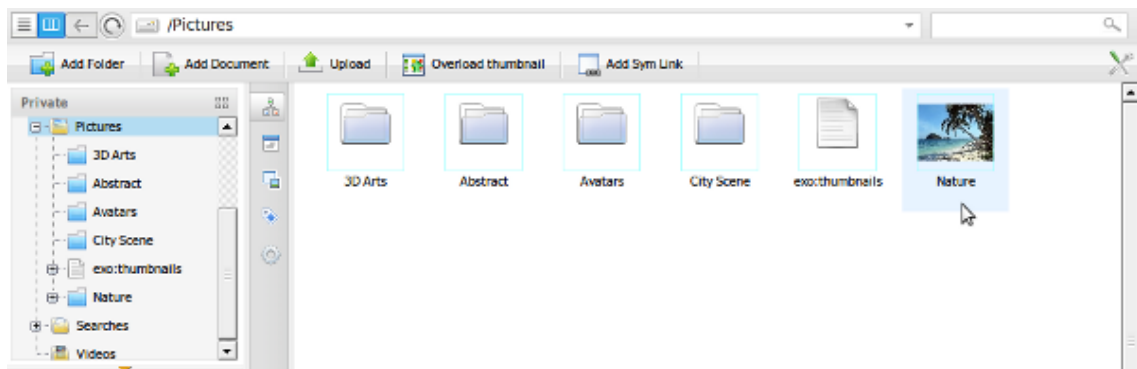 /Pictures
Add Folder Add Document Upload Overload thumbnail Add Sym Link
Private
Pictures
3D Arts
Abstract
Avatars
City Scene
exo:thumbnails
Nature
Searches
Videos
3D Arts Abstract Avatars City Scene exo:thumbnails Nature